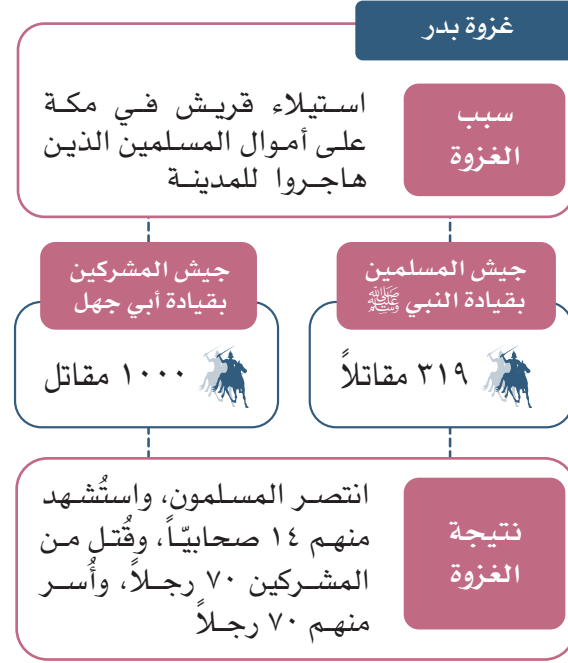 غزوة بدر
سبب
الغزوة
استيلاء قريش في مكة
على أموال المسلمين الذين
هاجروا للمدينة
جيش المسلمين
بقيادة النبي ﷺ
٣١٩ مقاتلاً
جيش المشركين
بقيادة أبي جهل
١٠٠٠ مقاتل
نتيجة
الغزوة
انتصر المسلمون، واستُشهد
منهم ١٤ صحابيّاً، وقُتل من
المشركين ٧٠ رجلاً، وأُسر
منهم ٧٠ رجلاً